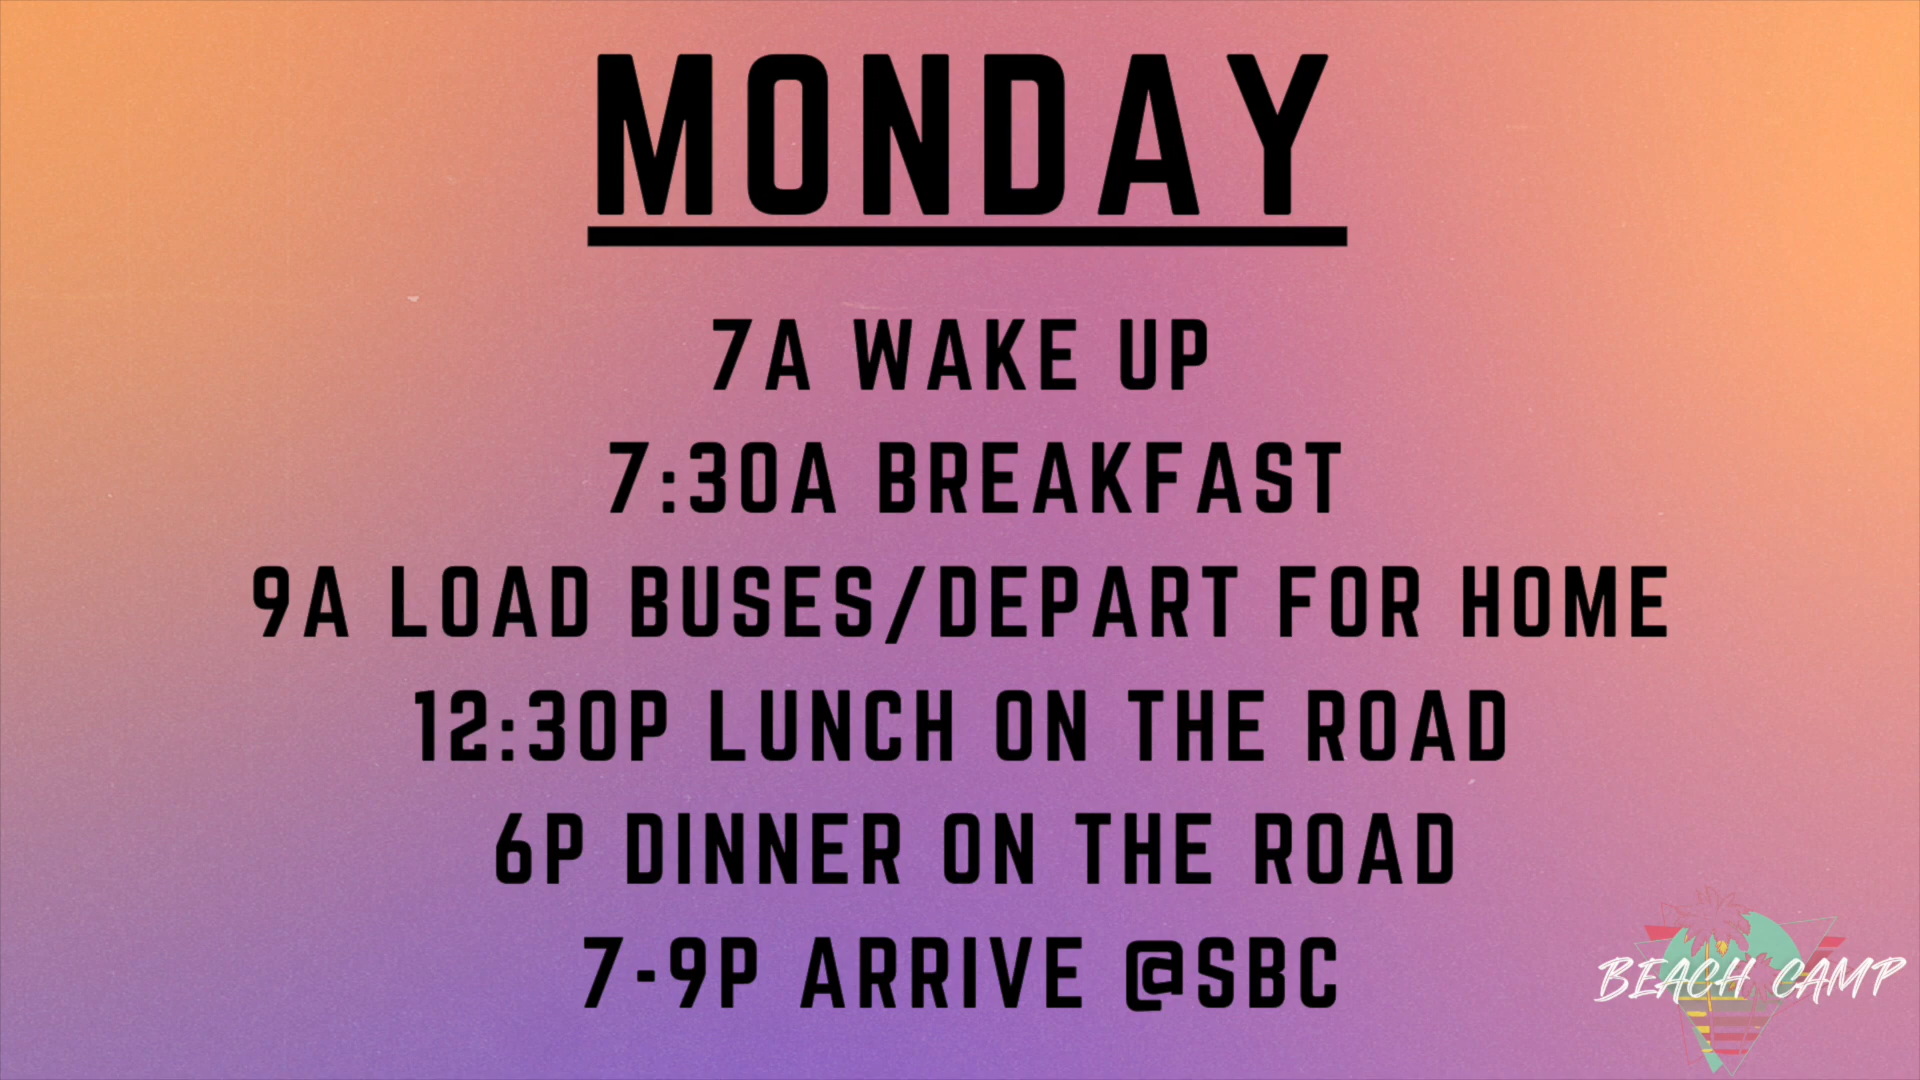 MONDAY
7A WAKE UP
7:30A BREAKFAST
9A LOAD BUSES/DEPART FOR HOME
12:30P LUNCH ON THE ROAD
6P DINNER ON THE ROAD
7-9P ARRIVE @SBC
BEACH CAMP